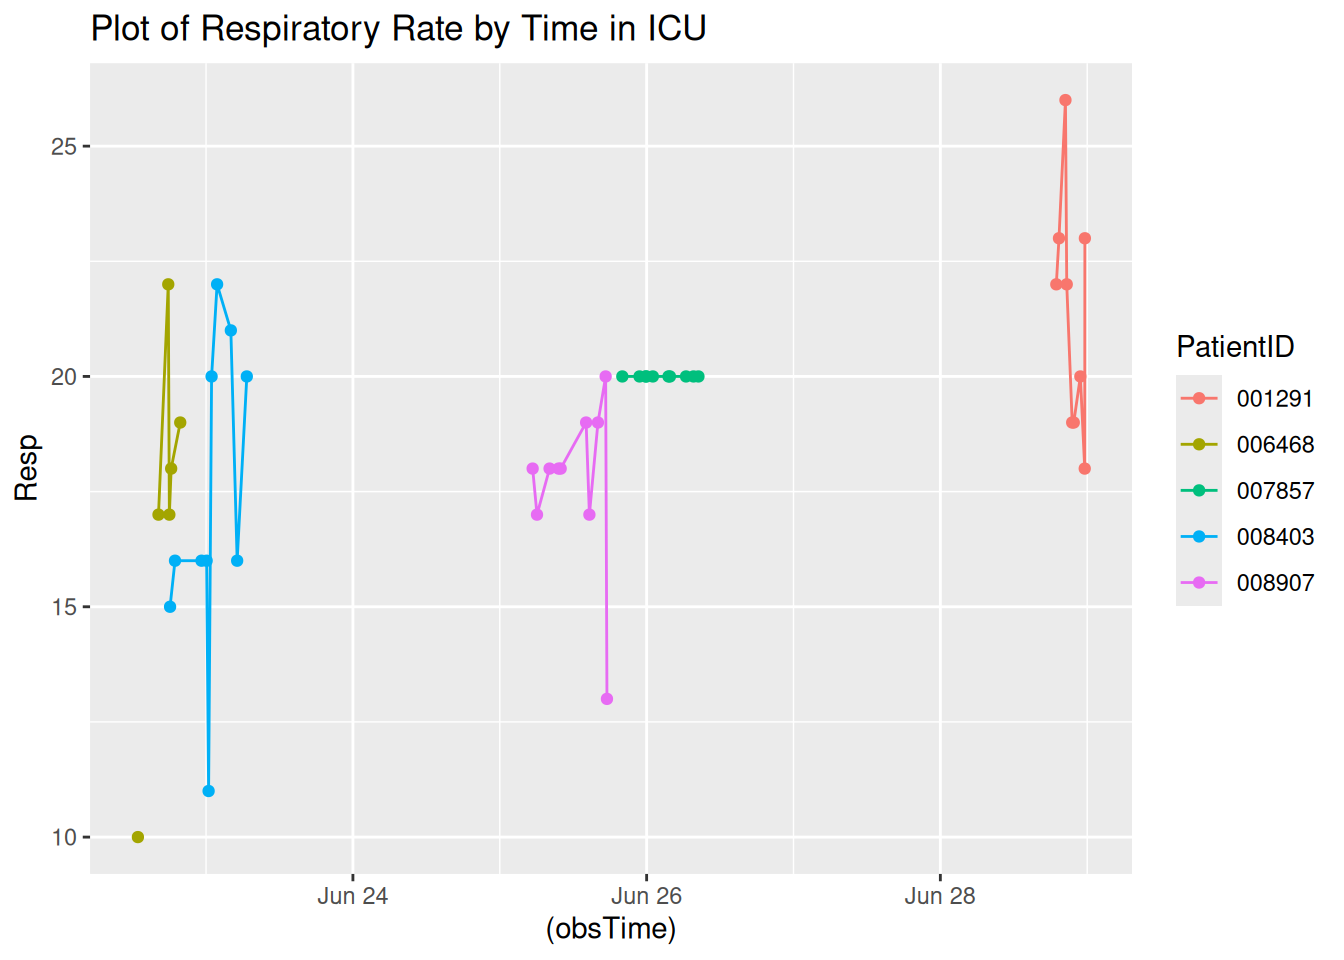 Plot of Respiratory Rate by Time in ICU
25
20
15
10
Resp
Jun 24
Jun 26
Jun 28
(obsTime)
PatientID
001291
006468
007857
008403
008907